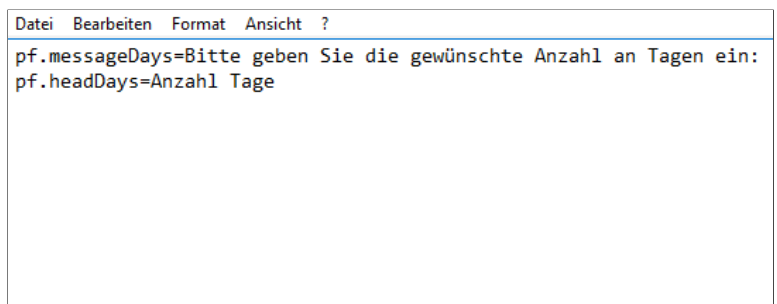 Datei Bearbeiten Format Ansicht ?
pf.messageDays=Bitte geben Sie die gewünschte Anzahl an Tagen ein:
pf.headDays=Anzahl Tage